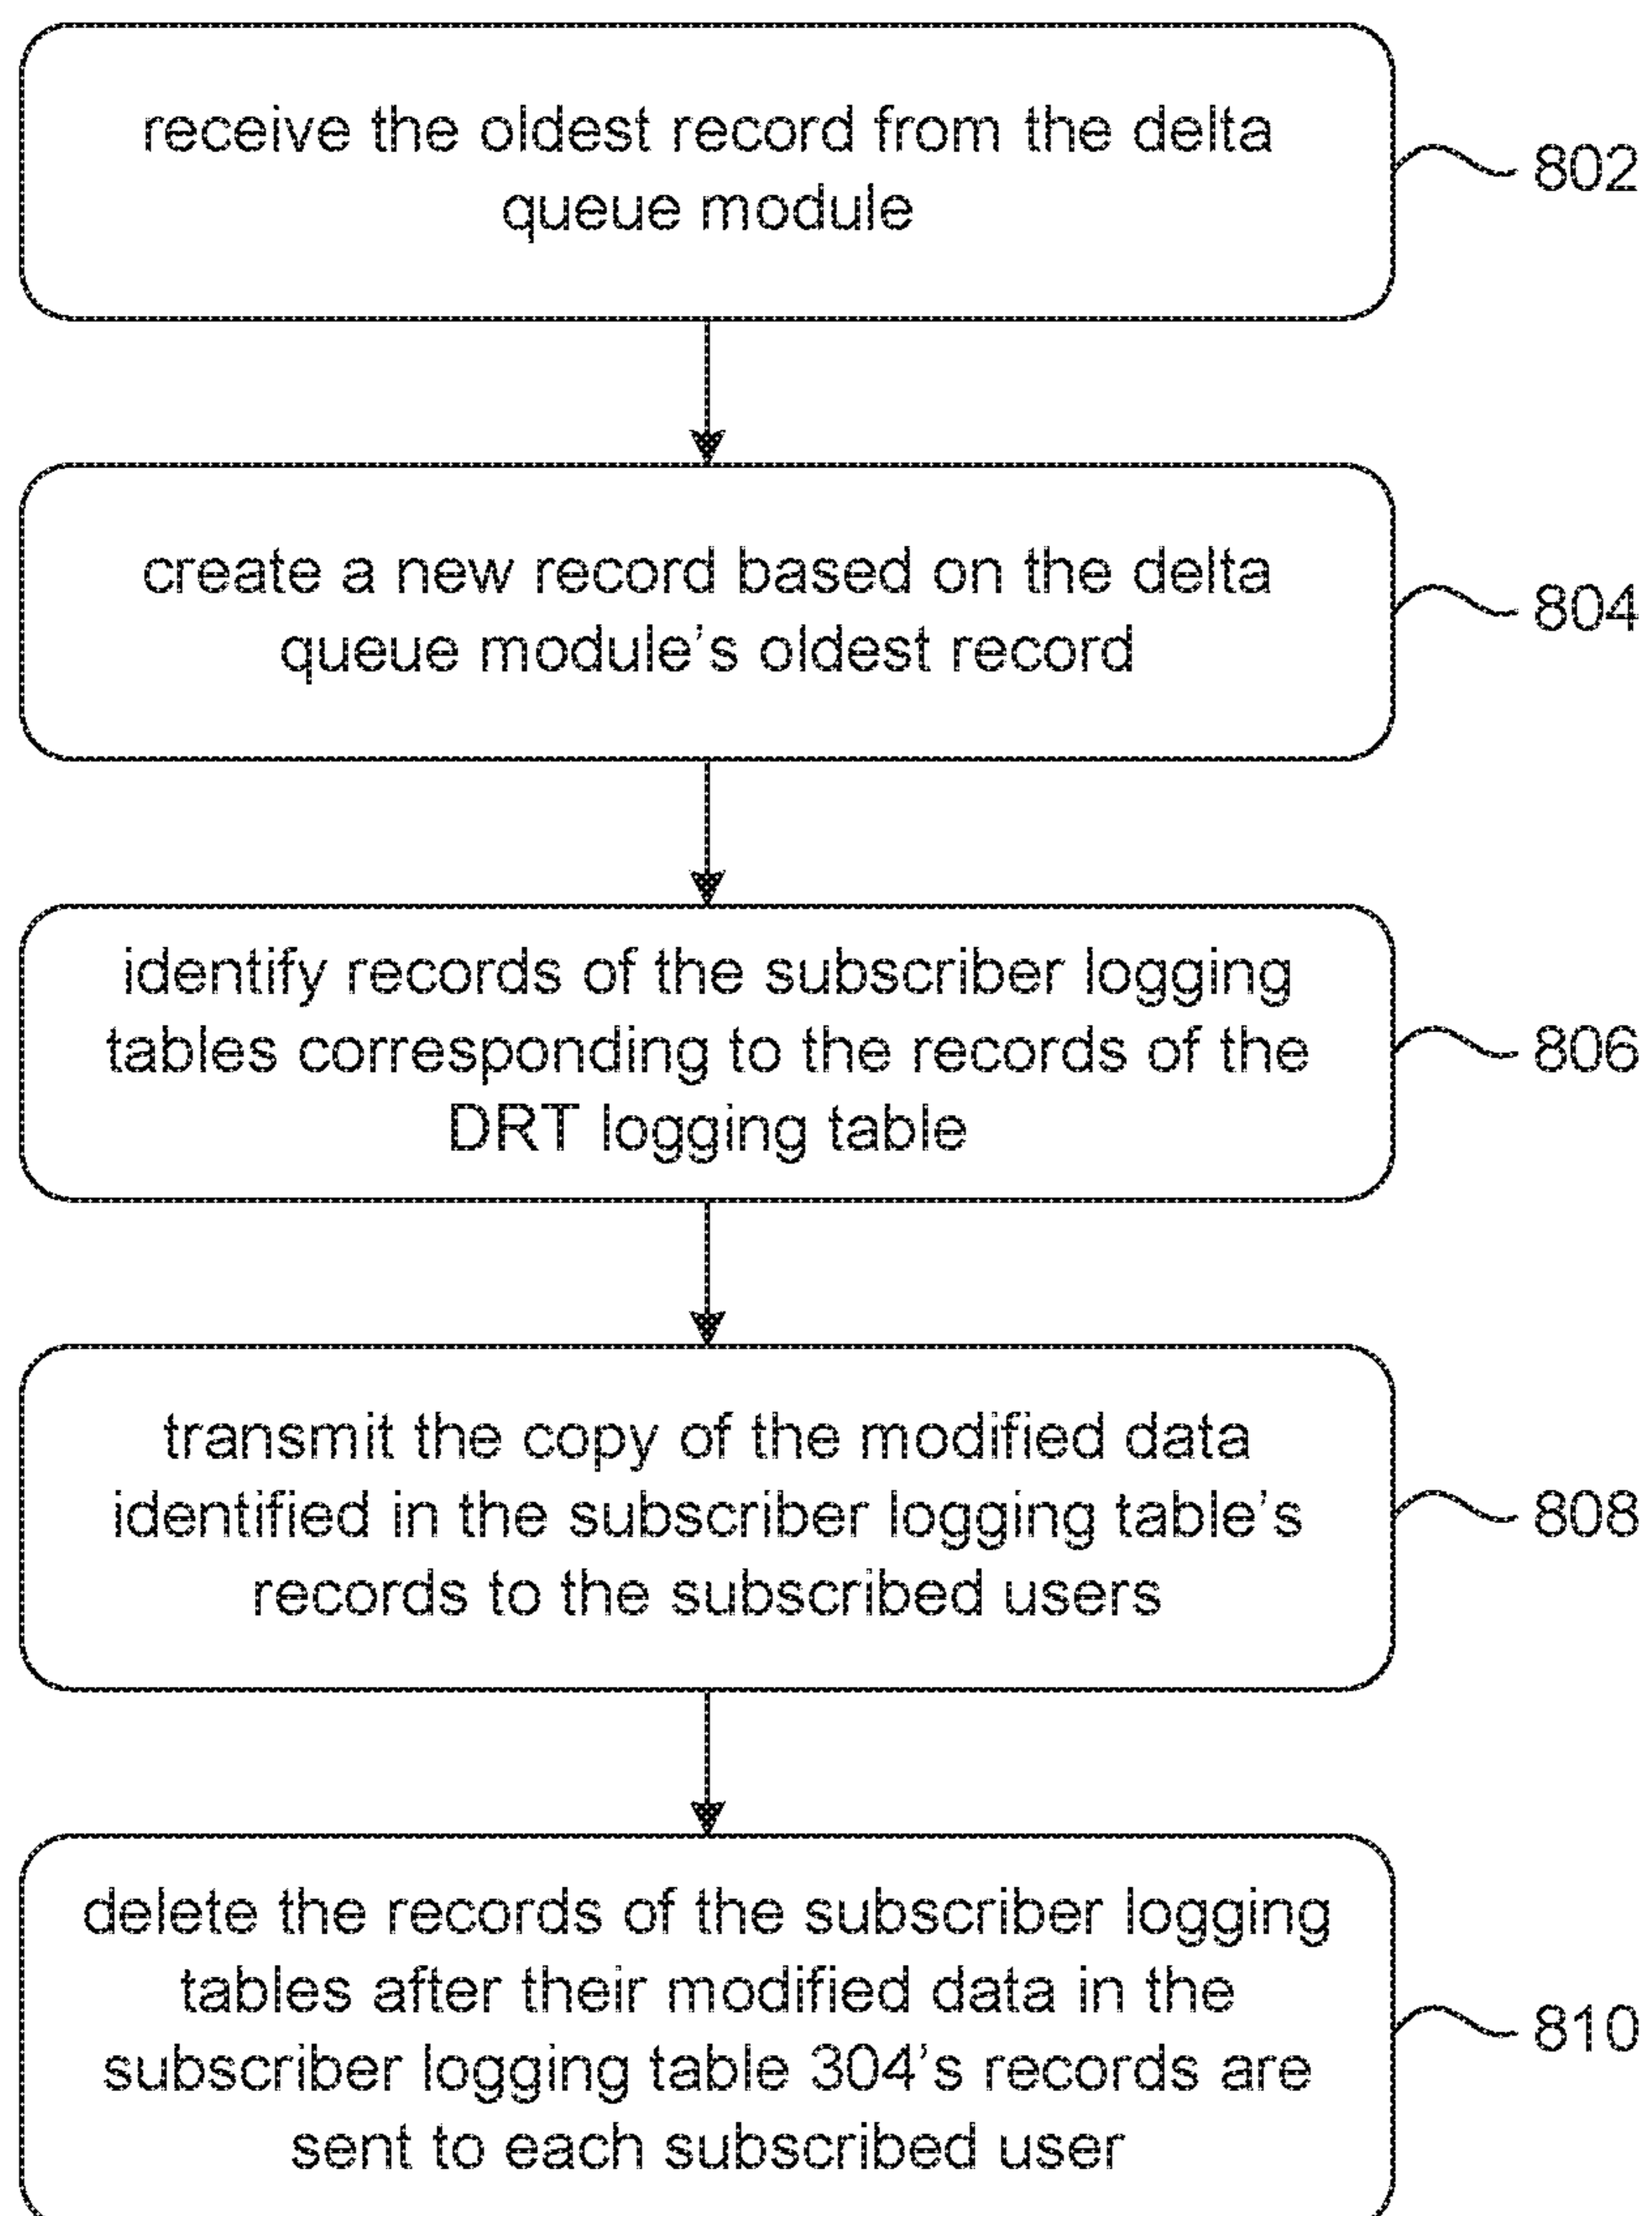 receive the oldest record from the delta
queue module
802
create a new record based on the delta
queue module's oldest record
804
identify records of the subscriber logging
tables corresponding to the records of the
DRT logging table
806
transmit the copy of the modified data
identified in the subscriber logging table's
records to the subscribed users
808
delete the records of the subscriber logging
tables after their modified data in the
subscriber logging table 304's records are
sent to each subscribed user
810